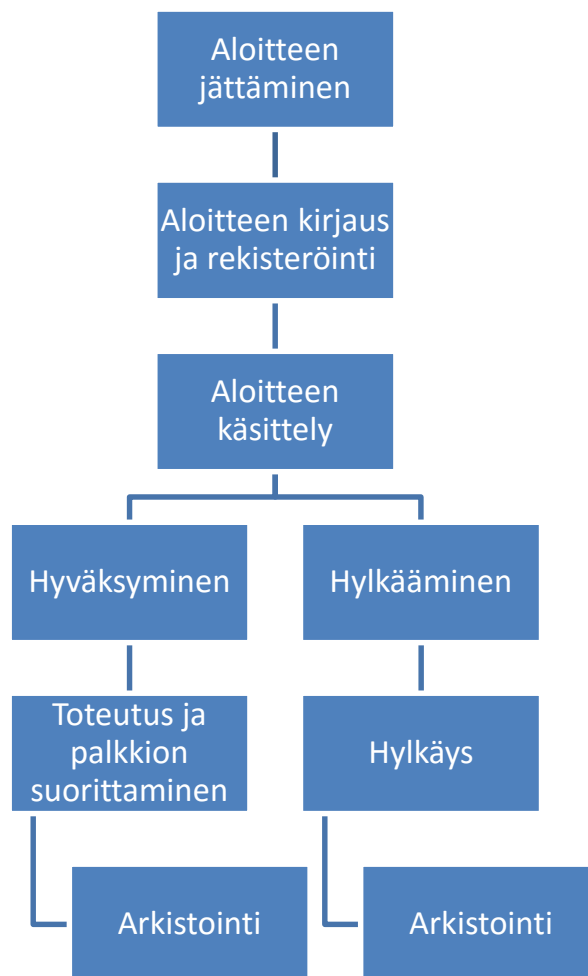 Aloitteen
jättäminen
Aloitteen kirjaus
ja rekisteröinti
Aloitteen
käsittely
Hyväksyminen
Hylkääminen
Toteutus ja
palkkion
suorittaminen
Hylkäys
Arkistointi
Arkistointi